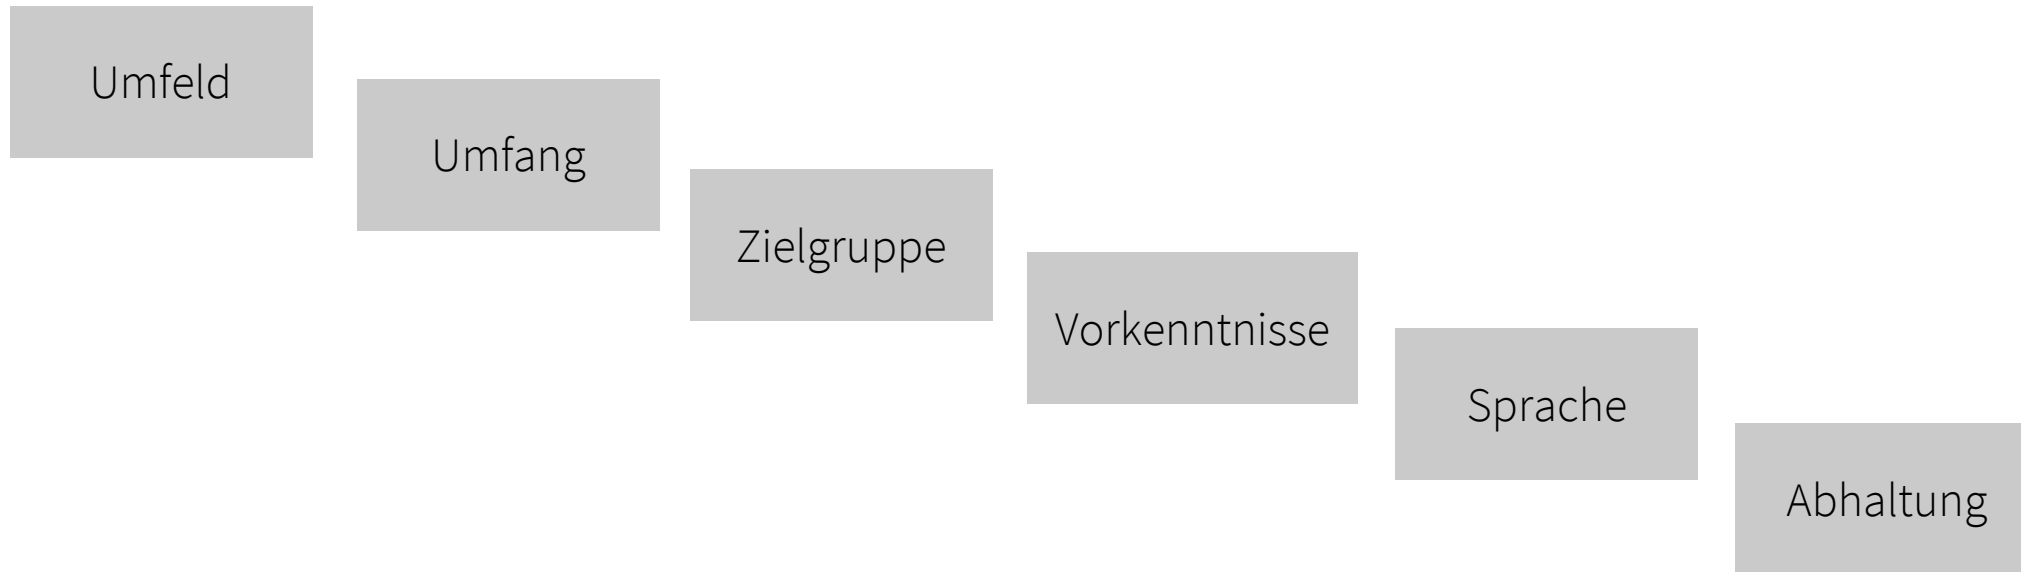 Umfeld
Umfang
Zielgruppe
Vorkenntnisse
Sprache
Abhaltung